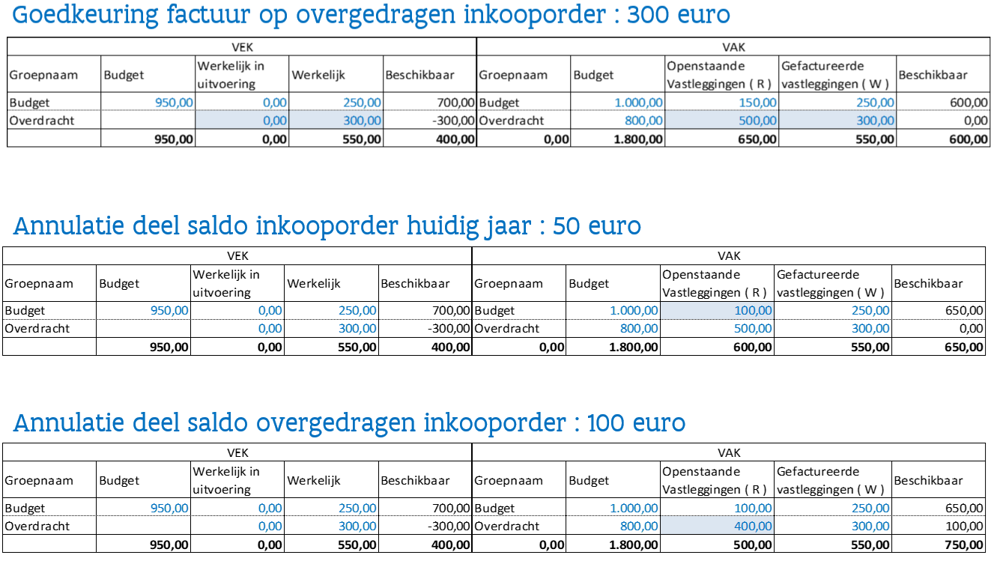 Goedkeuring factuur op overgedragen inkooporder : 300 euro
VEK VAK
Groepnaam Budget Werkelijk in uitvoering Werkelijk Beschikbaar Groepnaam Budget Openstaande Vastleggingen ( R ) Gefactureerde vastleggingen ( W ) Beschikbaar
Budget 950,00 0,00 250,00 700,00 Budget 1.000,00 150,00 250,00 600,00
Overdracht 0,00 300,00 -300,00 Overdracht 800,00 500,00 300,00 0,00
950,00 0,00 550,00 400,00 0,00 1.800,00 650,00 550,00 600,00
Annulatie deel saldo inkooporder huidig jaar : 50 euro
VEK VAK
Groepnaam Budget Werkelijk in uitvoering Werkelijk Beschikbaar Groepnaam Budget Openstaande Vastleggingen ( R ) Gefactureerde vastleggingen ( W ) Beschikbaar
Budget 950,00 0,00 250,00 700,00 Budget 1.000,00 100,00 250,00 650,00
Overdracht 0,00 300,00 -300,00 Overdracht 800,00 500,00 300,00 0,00
950,00 0,00 550,00 400,00 0,00 1.800,00 600,00 550,00 650,00
Annulatie deel saldo overgedragen inkooporder : 100 euro
VEK VAK
Groepnaam Budget Werkelijk in uitvoering Werkelijk Beschikbaar Groepnaam Budget Openstaande Vastleggingen ( R ) Gefactureerde vastleggingen ( W ) Beschikbaar
Budget 950,00 0,00 250,00 700,00 Budget 1.000,00 100,00 250,00 650,00
Overdracht 0,00 300,00 -300,00 Overdracht 800,00 400,00 300,00 100,00
950,00 0,00 550,00 400,00 0,00 1.800,00 500,00 550,00 750,00